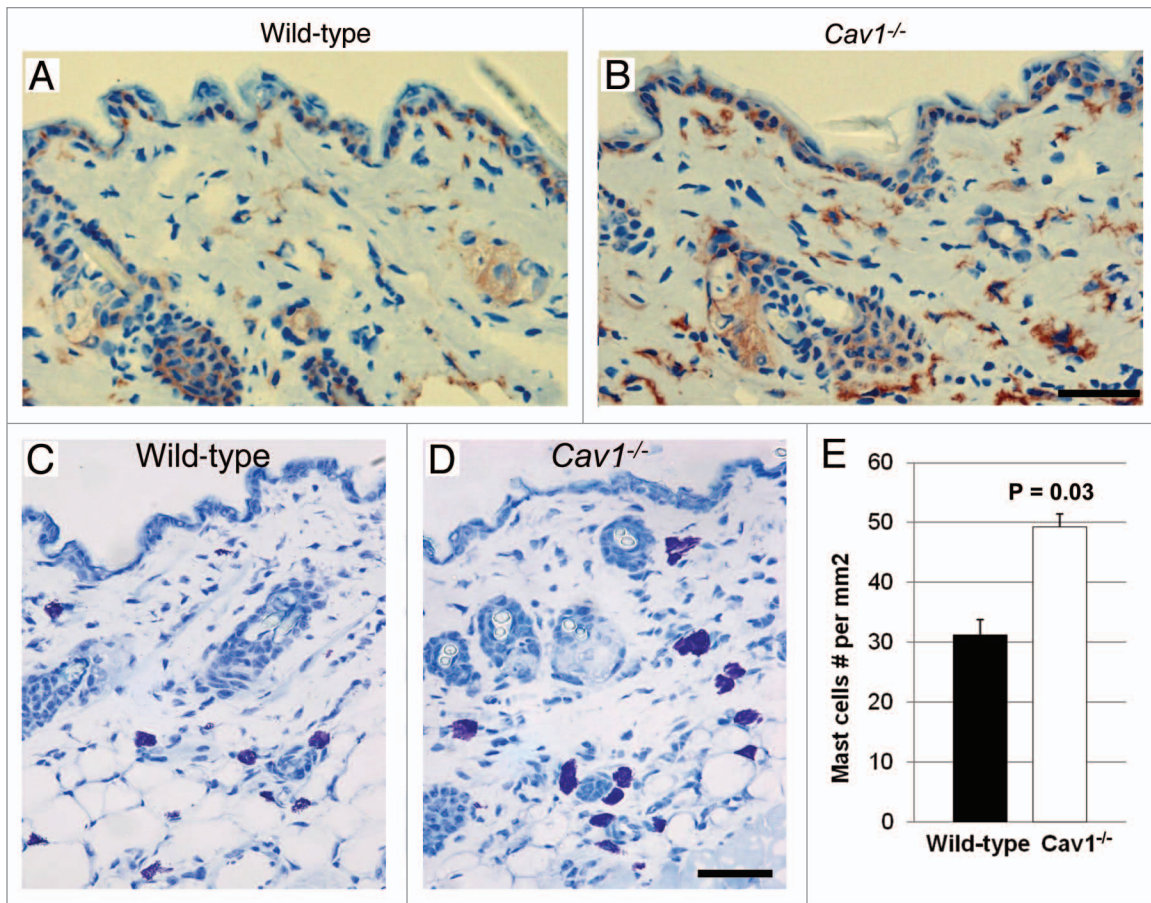 Wild-type
Cav1-/-
A
B
C
Wild-type
D
Cav1-/-
E
60
50
40
30
20
10
0
P = 0.03
Mast cells # per mm2
Wild-type
Cav1-/-